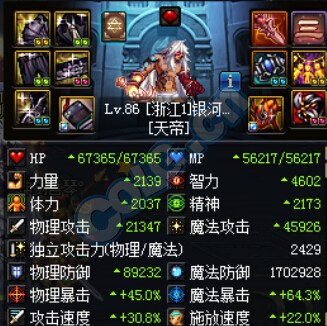 Lv.86 [浙江1]银河...
[天帝]
HP 67365/67365 MP 56217/56217
力量 2139 智力 4602
体力 2037 精神 2173
物理攻击 21347 魔法攻击 45926
独立攻击力(物理/魔法) 2429
物理防御 89232 魔法防御 1702928
物理暴击 +45.0% 魔法暴击 +64.3%
攻击速度 +30.8% 施放速度 +22.0%